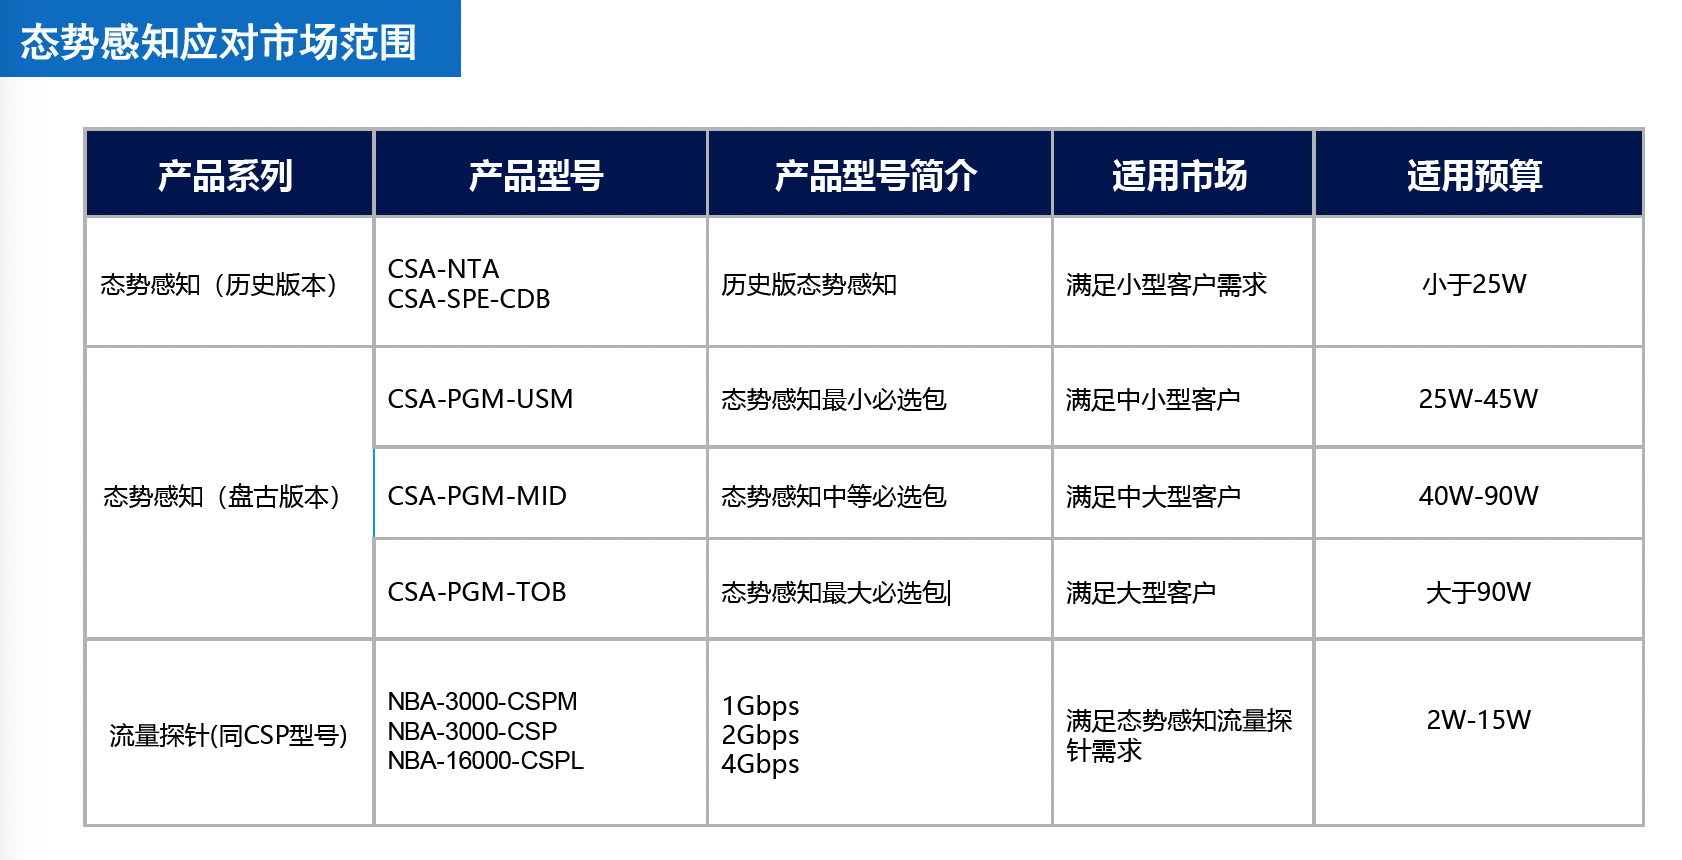 态势感知应对市场范围
产品系列
产品型号
产品型号简介
适用市场
适用预算
态势感知（历史版本）
CSA-NTA
CSA-SPE-CDB
历史版态势感知
满足小型客户需求
小于25W
态势感知（盘古版本）
CSA-PGM-USM
态势感知最小必选包
满足中小型客户
25W-45W
CSA-PGM-MID
态势感知中等必选包
满足中大型客户
40W-90W
CSA-PGM-TOB
态势感知最大必选包
满足大型客户
大于90W
流量探针(同CSP型号)
NBA-3000-CSPM
NBA-3000-CSP
NBA-16000-CSPL
1Gbps
2Gbps
4Gbps
满足态势感知流量探
针需求
2W-15W